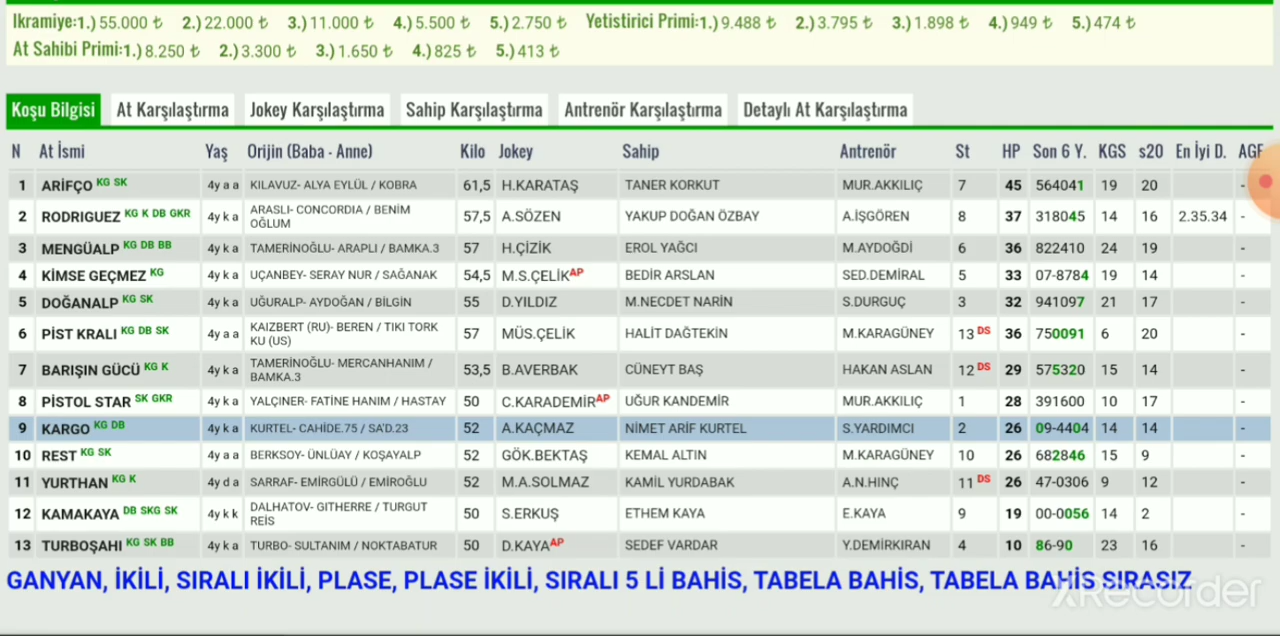 Ikramiye:1.) 55.000 ₺ 2.) 22.000 ₺ 3.) 11.000 ₺ 4.) 5.500 ₺ 5.) 2.750 ₺ Yetistirici Primi:1.) 9.488 ₺ 2.) 3.795 ₺ 3.) 1.898 ₺ 4.) 949 ₺ 5.) 474 ₺
At Sahibi Primi:1.) 8.250 ₺ 2.) 3.300 ₺ 3.) 1.650 ₺ 4.) 825 ₺ 5.) 413 ₺
Koşu Bilgisi At Karşılaştırma Jokey Karşılaştırma Sahip Karşılaştırma Antrenör Karşılaştırma Detaylı At Karşılaştırma
N At İsmi Yaş Orijin (Baba - Anne) Kilo Jokey Sahip Antrenör St HP Son 6 Y. KGS s20 En İyi D. AGF
1 ARİFÇO KG SK 4y a a KILAVUZ- ALYA EYLÜL / KOBRA 61,5 H.KARATAŞ TANER KORKUT MUR.AKKILIÇ 7 45 564041 19 20 -
2 RODRIGUEZ KG K DB GKR 4y k a ARASLI- CONCORDIA / BENİM OĞLUM 57,5 A.SÖZEN YAKUP DOĞAN ÖZBAY A.İŞGÖREN 8 37 318045 14 16 2.35.34 -
3 MENGÜALP KG DB BB 4y k a TAMERİNOĞLU- ARAPLI / BAMKA.3 57 H.ÇİZİK EROL YAĞCI M.AYDOĞDİ 6 36 822410 24 19 -
4 KİMSE GEÇMEZ KG 4y k a UÇANBEY- SERAY NUR / SAĞANAK 54,5 M.S.ÇELİK AP BEDİR ARSLAN SED.DEMİRAL 5 33 07-8784 19 14 -
5 DOĞANALP KG SK 4y k a UĞURALP- AYDOĞAN / BİLGİN 55 D.YILDIZ M.NECDET NARİN S.DURGUÇ 3 32 941097 21 17 -
6 PİST KRALI KG DB SK 4y a a KAIZBERT (RU)- BEREN / TIKI TORK KU (US) 57 MÜS.ÇELİK HALİT DAĞTEKİN M.KARAGÜNEY 13 DS 36 750091 6 20 -
7 BARIŞIN GÜCÜ KG K 4y k a TAMERİNOĞLU- MERCANHANIM / BAMKA.3 53,5 B.AVERBAK CÜNEYT BAŞ HAKAN ASLAN 12 DS 29 575320 15 14 -
8 PİSTOL STAR SK GKR 4y k a YALÇINER- FATİNE HANIM / HASTAY 50 C.KARADEMİR AP UĞUR KANDEMİR MUR.AKKILIÇ 1 28 391600 10 17 -
9 KARGO KG DB 4y k a KURTEL- CAHİDE.75 / SA'D.23 52 A.KAÇMAZ NİMET ARİF KURTEL S.YARDIMCI 2 26 09-4404 14 14 -
10 REST KG SK 4y a a BERKSOY- ÜNLÜAY / KOŞAYALP 52 GÖK.BEKTAŞ KEMAL ALTIN M.KARAGÜNEY 10 26 682846 15 9 -
11 YURTHAN KG K 4y d a SARRAF- EMİRGÜLÜ / EMİROĞLU 52 M.A.SOLMAZ KAMİL YURDABAK A.N.HINÇ 11 DS 26 47-0306 9 12 -
12 KAMAKAYA DB SKG SK 4y k k DALHATOV- GITHERRE / TURGUT REİS 50 S.ERKUŞ ETHEM KAYA E.KAYA 9 19 00-0056 14 2 -
13 TURBOŞAHI KG SK BB 4y k a TURBO- SULTANIM / NOKTABATUR 50 D.KAYA AP SEDEF VARDAR Y.DEMİRKIRAN 4 10 86-90 23 16 -
GANYAN, İKİLİ, SIRALI İKİLİ, PLASE, PLASE İKİLİ, SIRALI 5 Lİ BAHİS, TABELA BAHİS, TABELA BAHİS SIRASIZ
XRecorder